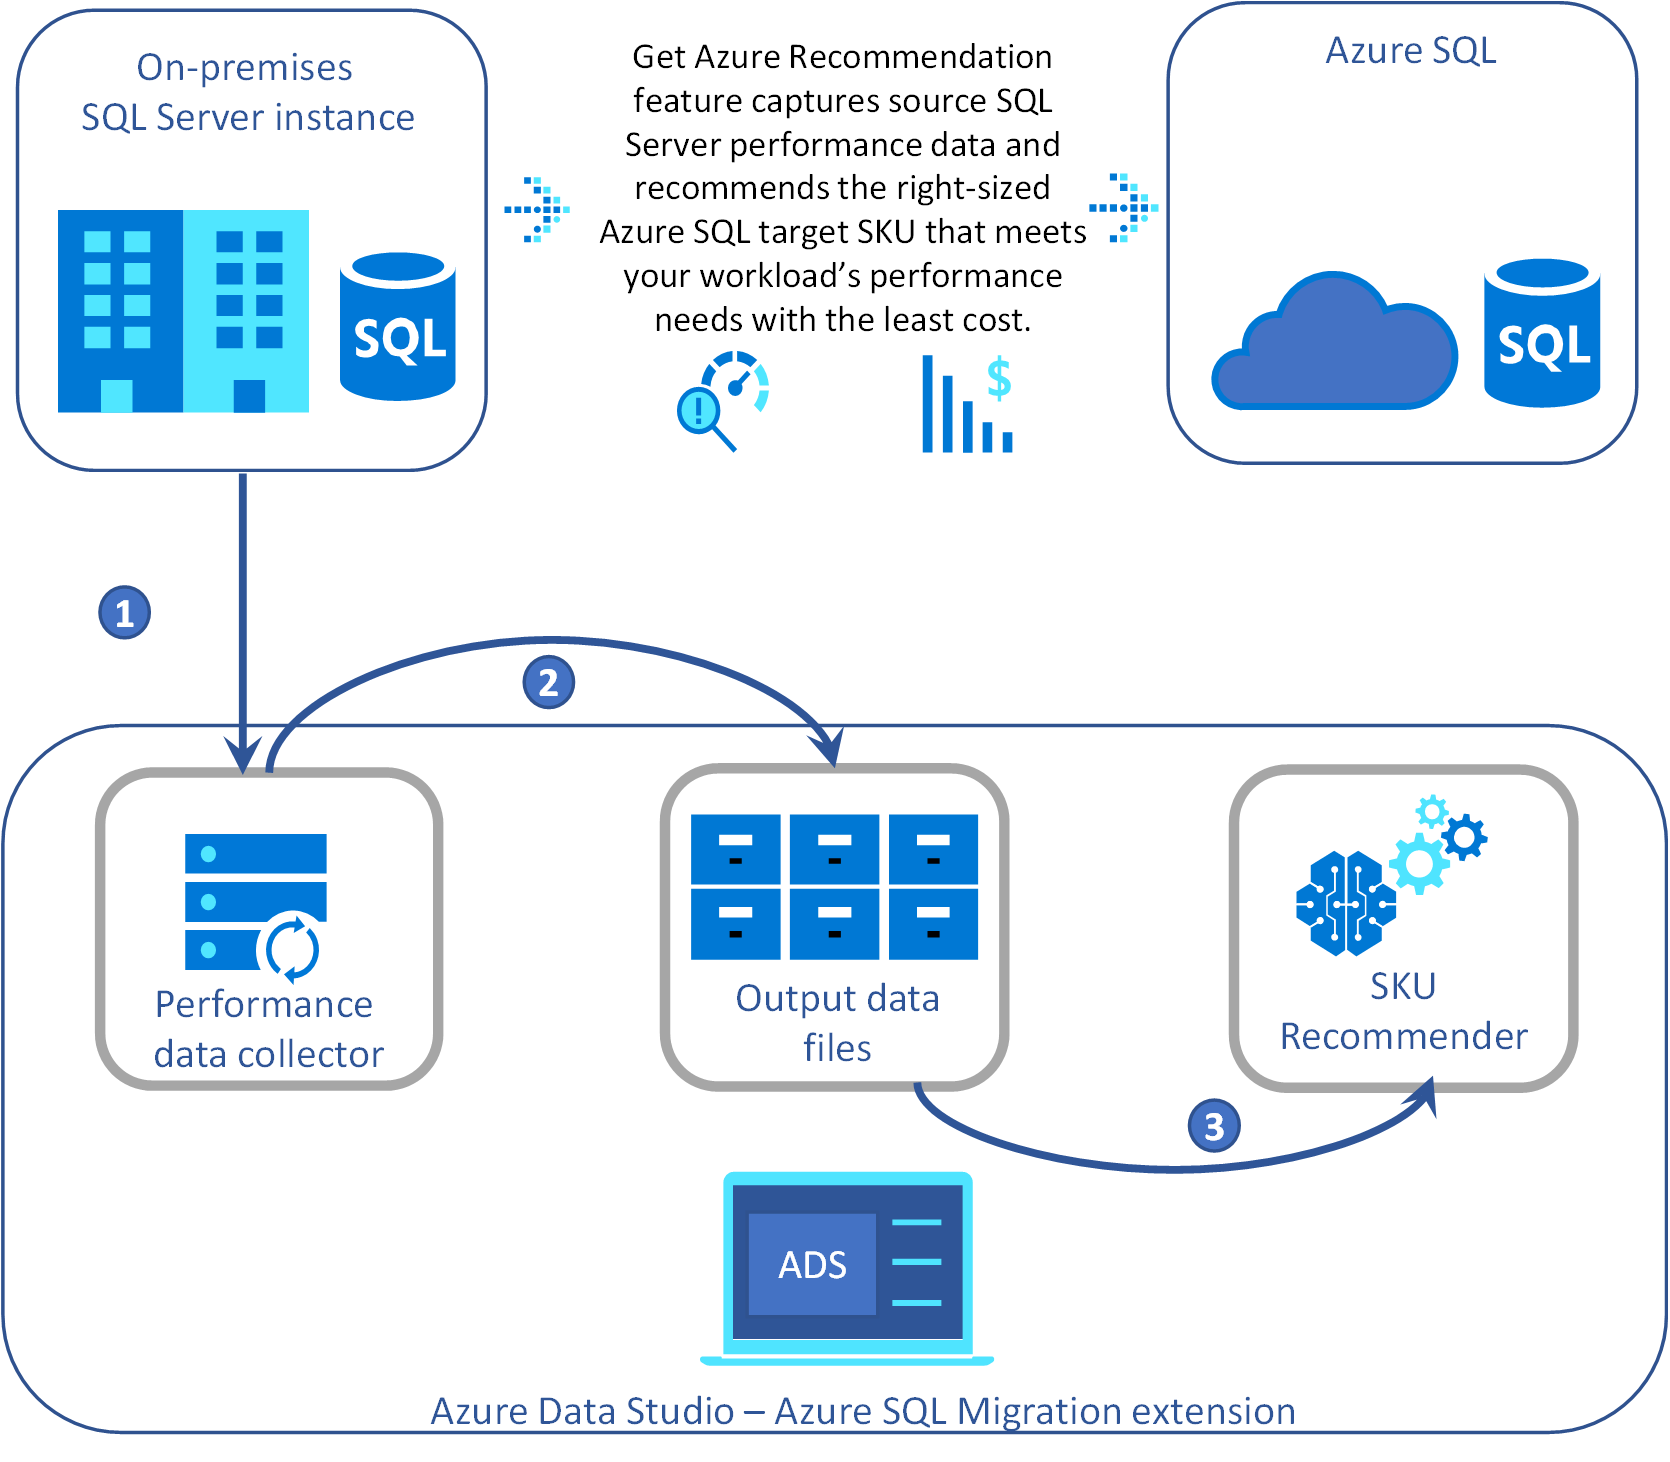 On-premises
SQL Server instance
SQL
Get Azure Recommendation
feature captures source SQL
Server performance data and
recommends the right-sized
Azure SQL target SKU that meets
your workload’s performance
needs with the least cost.
!
$
Azure SQL
SQL
1
2
Performance
data collector
Output data
files
SKU
Recommender
3
ADS
Azure Data Studio – Azure SQL Migration extension